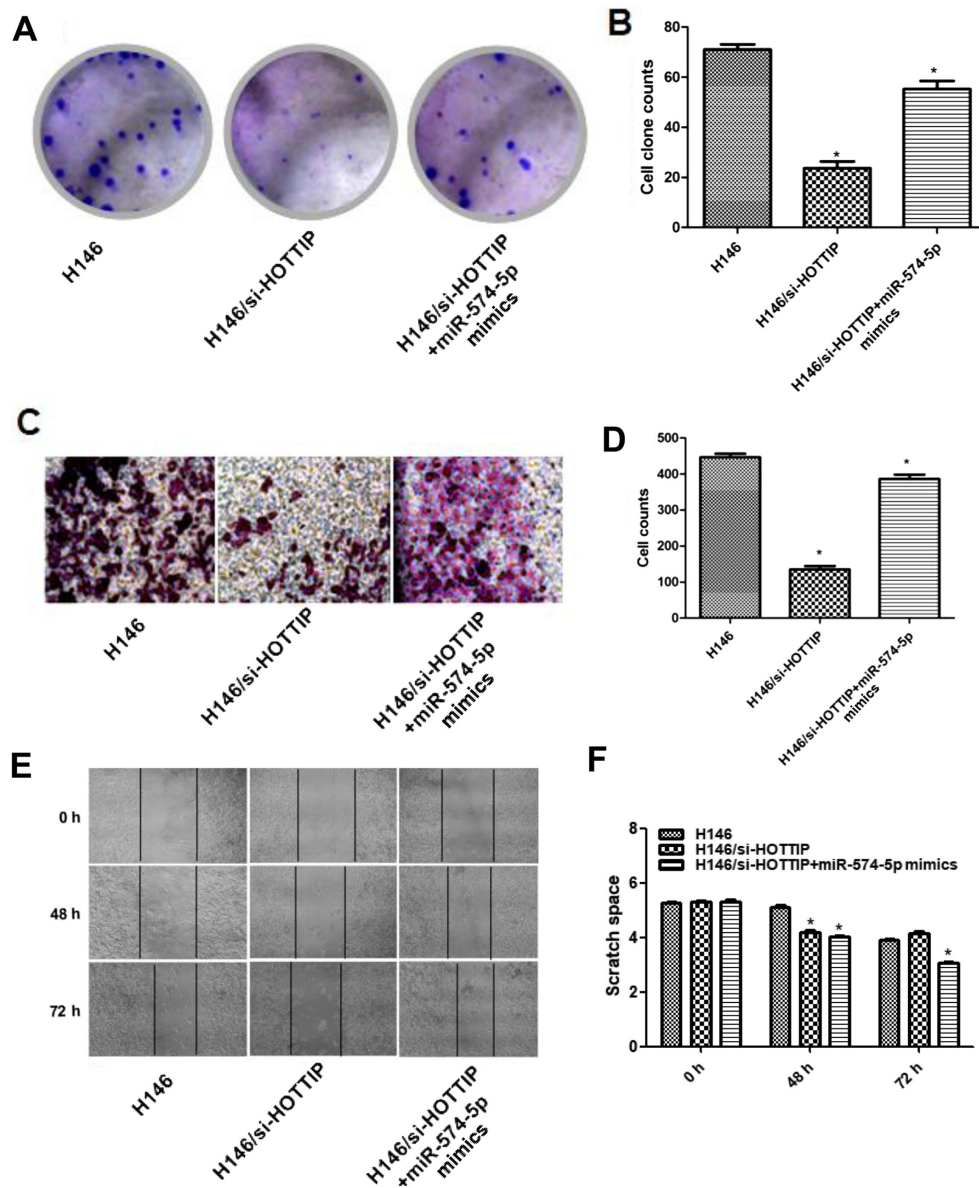 A
H146
H146/si-HOTTIP
H146/si-HOTTIP
+miR-574-5p
mimics
B
Cell clone counts
80
60
40
20
0
*
*
H146
H146/si-HOTTIP
H146/si-HOTTIP+miR-574-5p
mimics
C
H146
H146/si-HOTTIP
H146/si-HOTTIP
+miR-574-5p
mimics
D
Cell counts
500
400
300
200
100
0
*
*
H146
H146/si-HOTTIP
H146/si-HOTTIP+miR-574-5p
mimics
E
0 h
48 h
72 h
H146
H146/si-HOTTIP
H146/si-HOTTIP
+miR-574-5p
mimics
F
H146
H146/si-HOTTIP
H146/si-HOTTIP+miR-574-5p mimics
Scratch space
8
6
4
2
0
* *
*
0 h
48 h
72 h